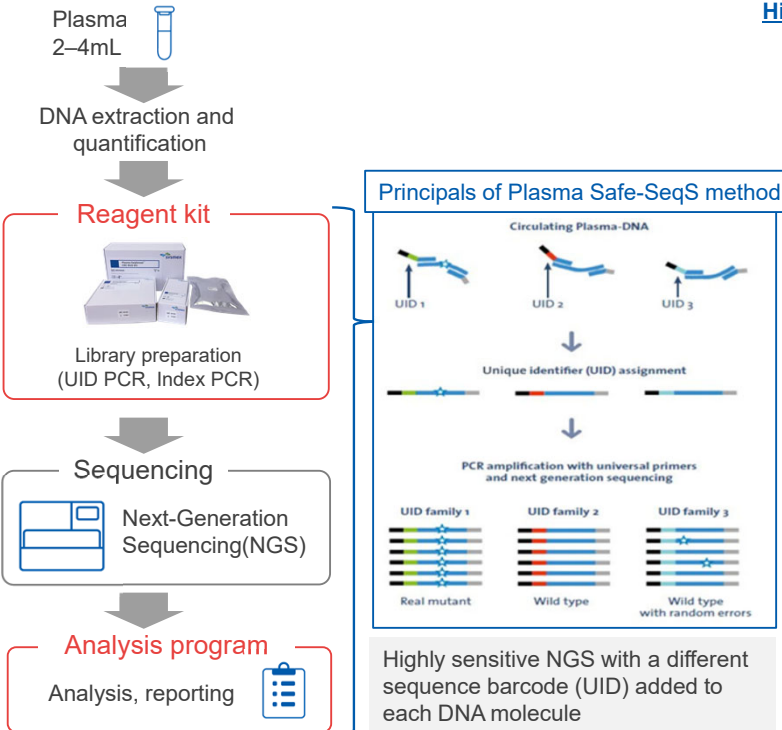 Hi
Plasma
2–4mL
DNA extraction and
quantification
Reagent kit
Library preparation
(UID PCR, Index PCR)
Sequencing
Next-Generation
Sequencing(NGS)
Analysis program
Analysis, reporting
Principals of Plasma Safe-SeqS method
Circulating Plasma-DNA
UID 1
UID 2
UID 3
Unique identifier (UID) assignment
PCR amplification with universal primers
and next generation sequencing
UID family 1
UID family 2
UID family 3
Real mutant
Wild type
Wild type
with random errors
Highly sensitive NGS with a different
sequence barcode (UID) added to
each DNA molecule